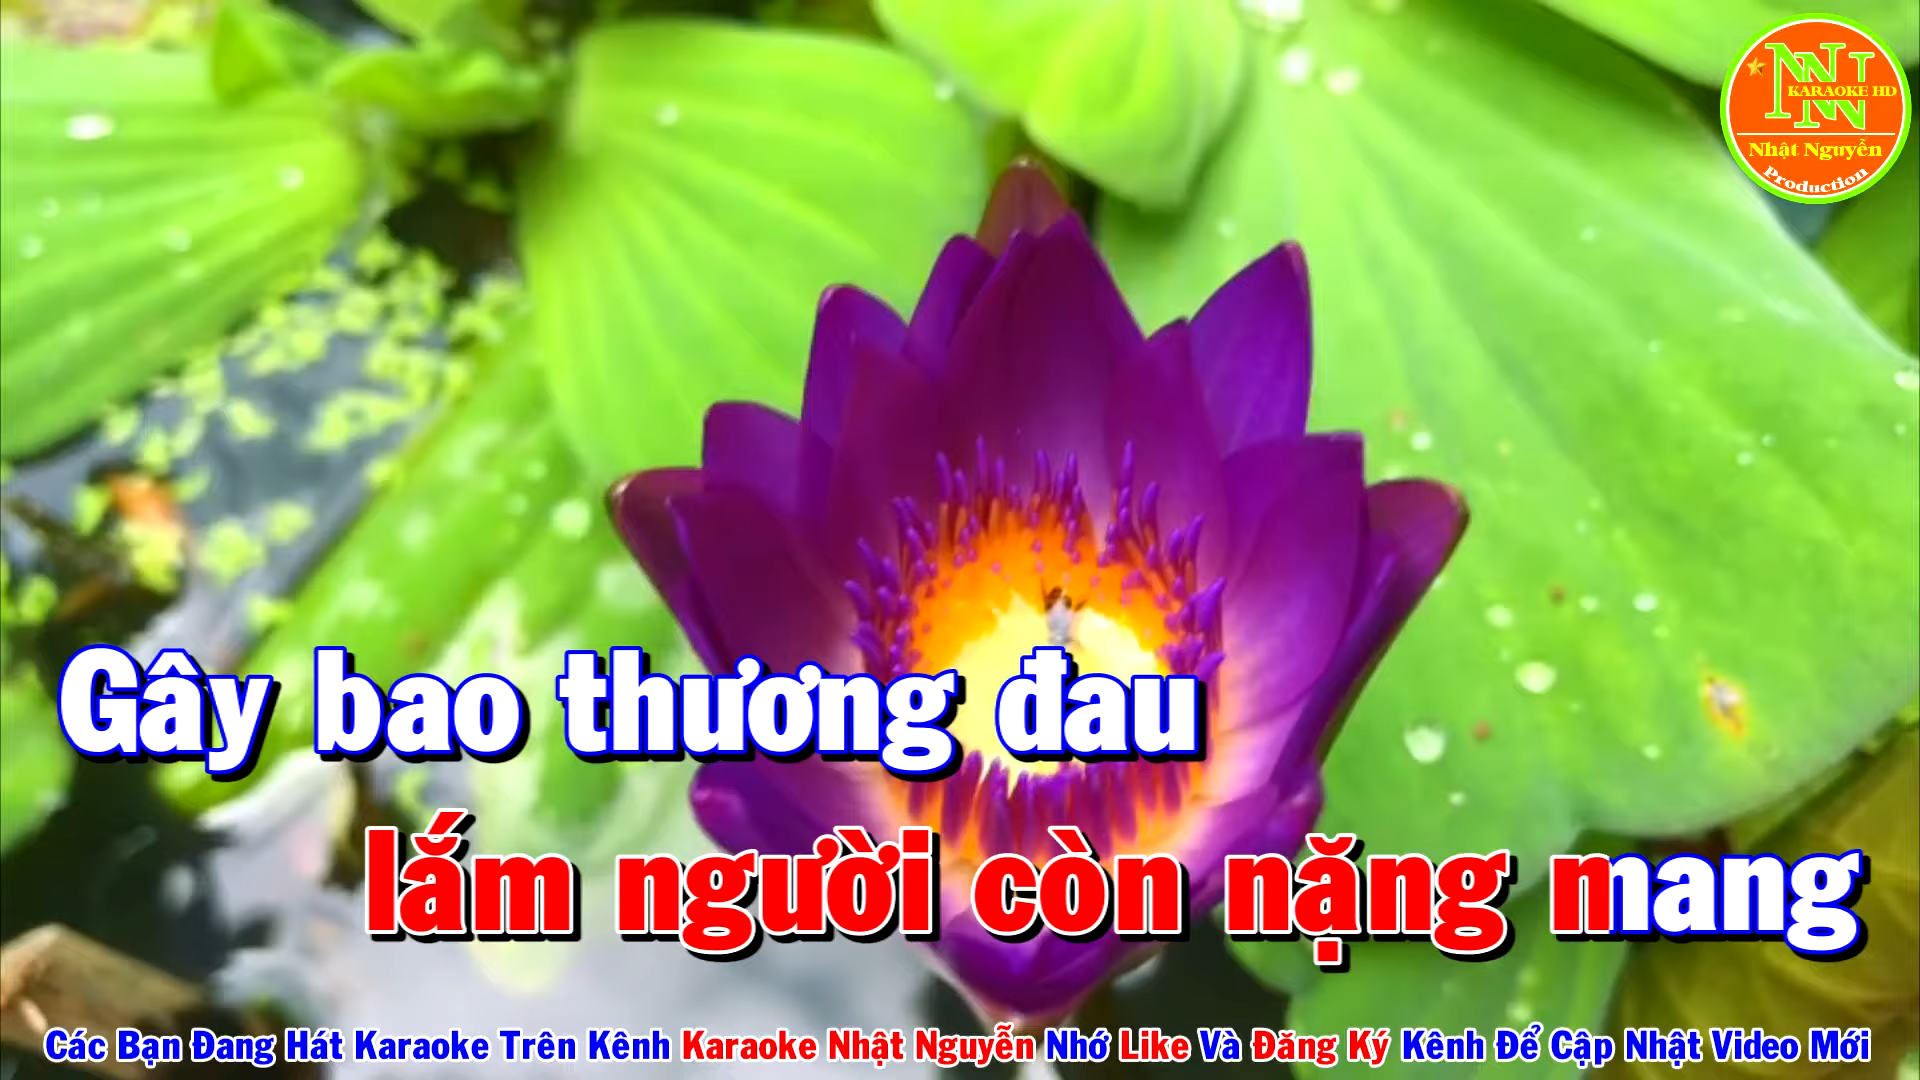 NN
KARAOKE HD
NN
Nhật Nguyễn
Production
Gây bao thương đau
lắm người còn nặng mang
Các Bạn Đang Hát Karaoke Trên Kênh Karaoke Nhật Nguyễn Nhớ Like Và Đăng Ký Kênh Để Cập Nhật Video Mới